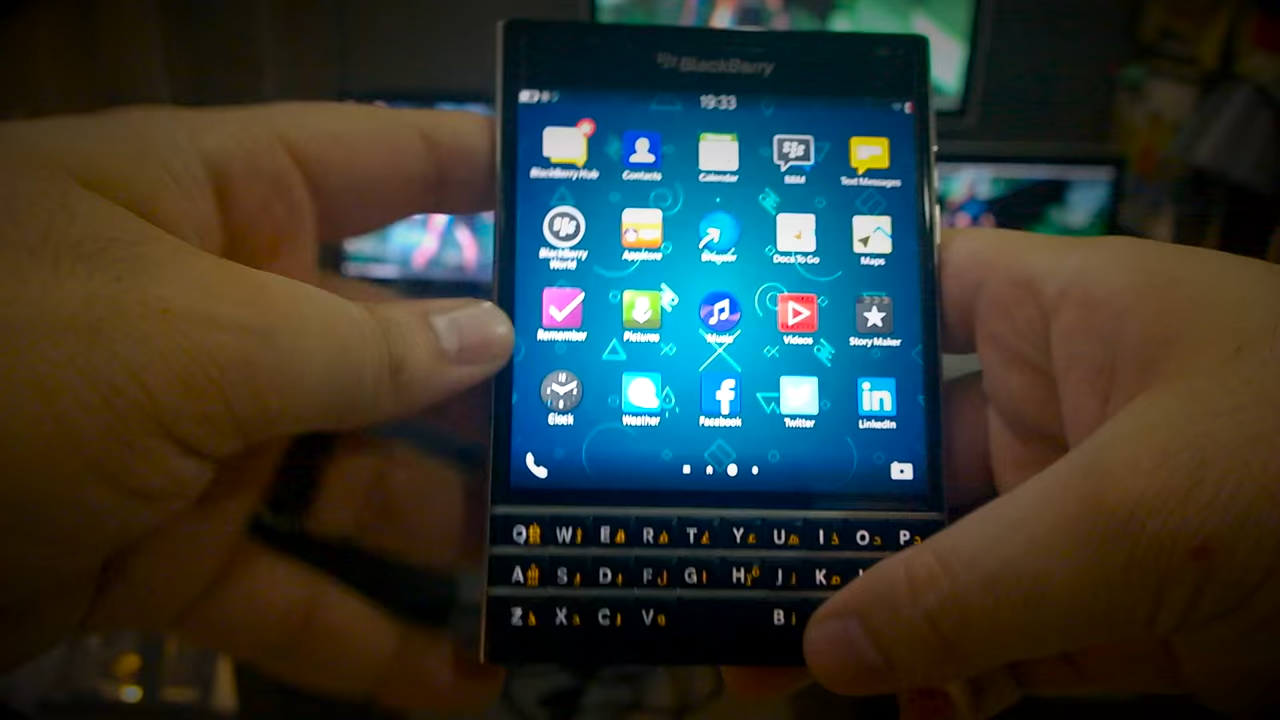 BlackBerry
19:33
BlackBerry Hub
Contacts
Calendar
BBM
Text Messages
BlackBerry World
Docs To Go
Maps
Remember
Pictures
Music
Videos
Story Maker
Clock
Weather
Facebook
Twitter
LinkedIn
Q W E R T Y U I O P
A S D F G H J K
Z X C V B